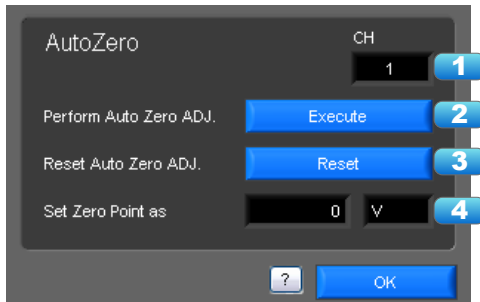 AutoZero CH
1 1
Perform Auto Zero ADJ. Execute 2
Reset Auto Zero ADJ. Reset 3
Set Zero Point as 0 V 4
? OK